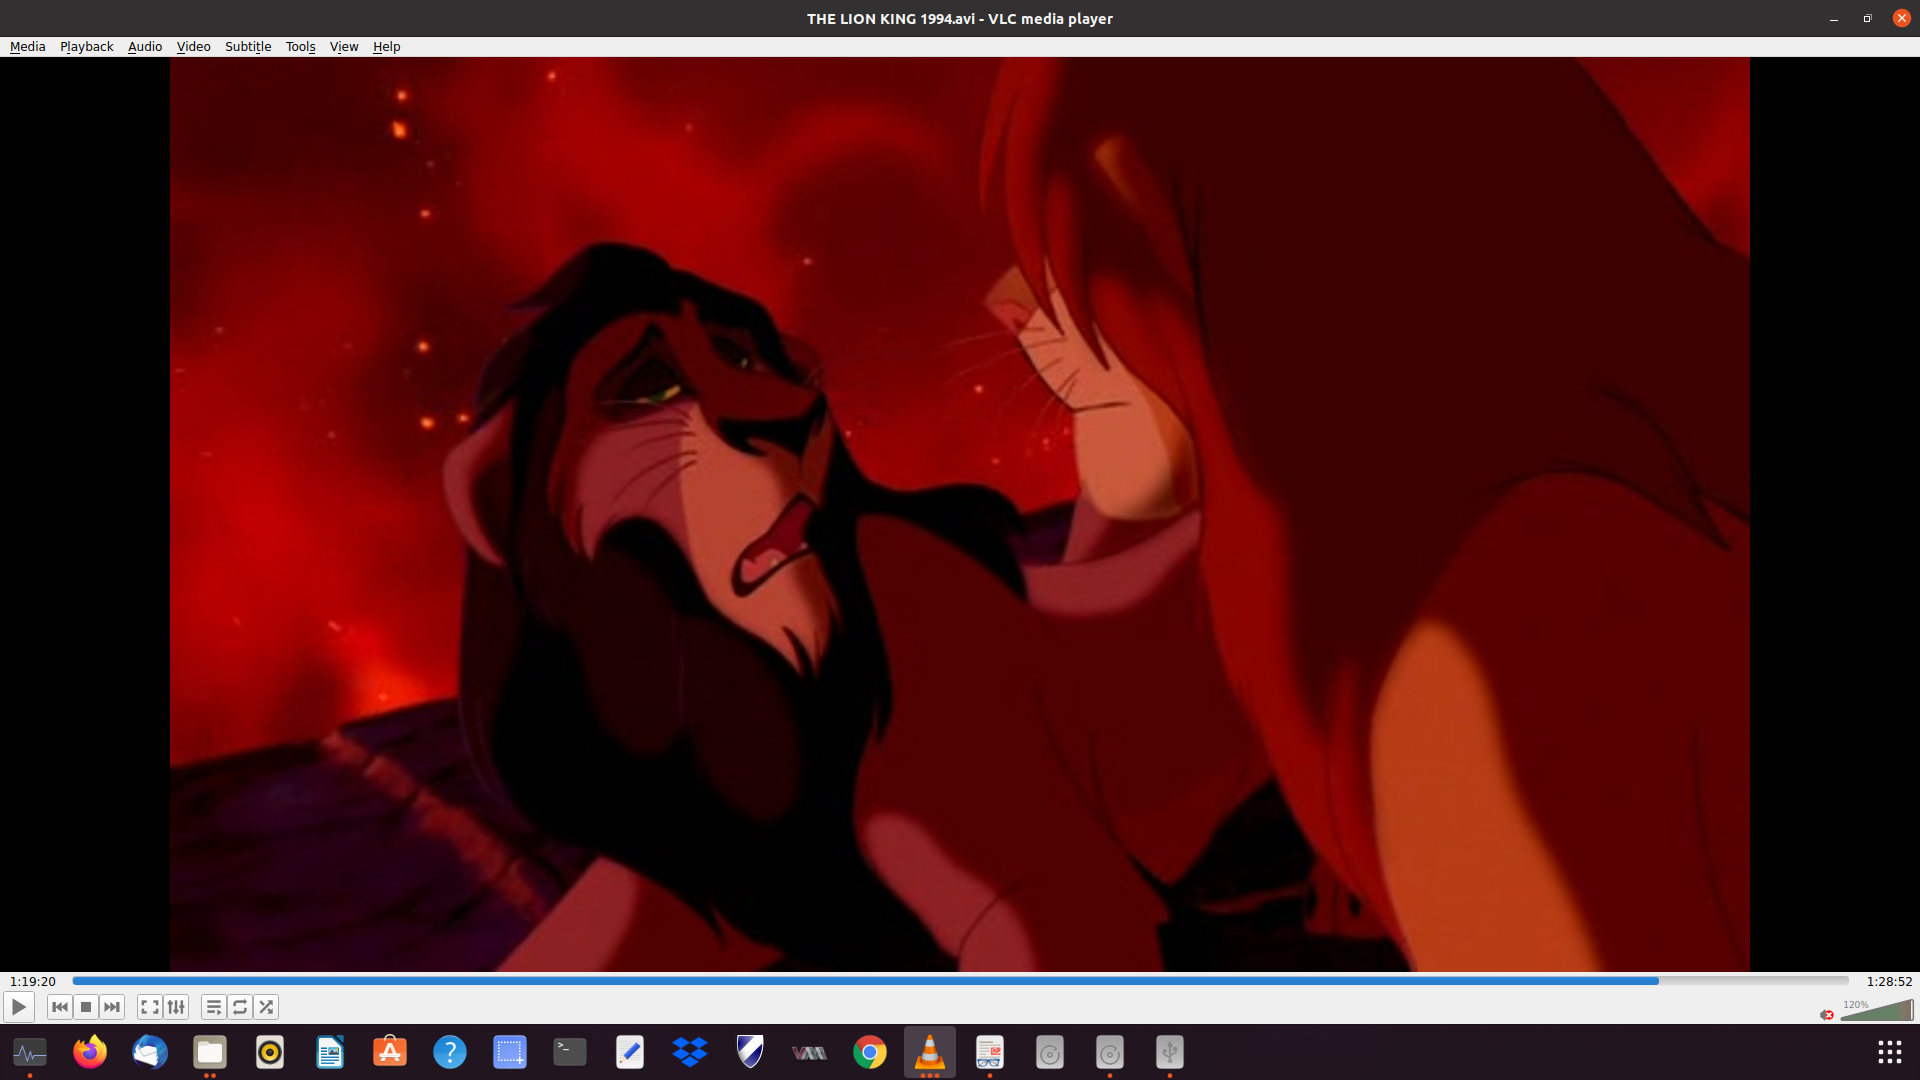 THE LION KING 1994.avi - VLC media player
Media Playback Audio Video Subtitle Tools View Help
1:19:20 1:28:52
120%
>_
?